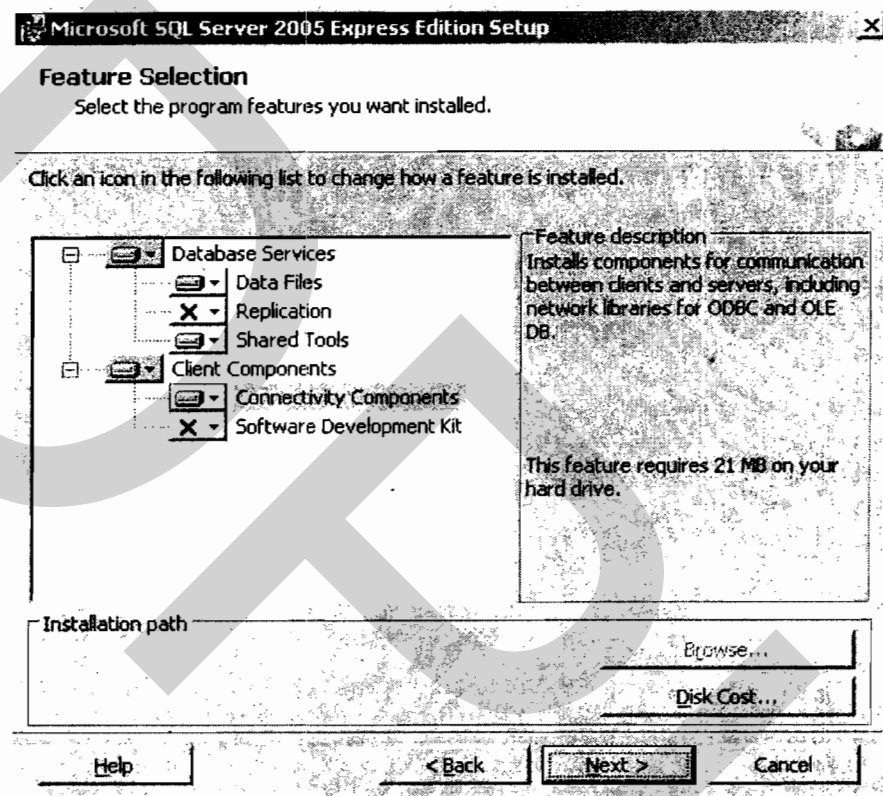 Microsoft SQL Server 2005 Express Edition Setup
Feature Selection
Select the program features you want installed.
Click an icon in the following list to change how a feature is installed.
Database Services
Data Files
Replication
Shared Tools
Client Components
Connectivity Components
Software Development Kit
Feature description
Installs components for communication
between clients and servers, including
network libraries for ODBC and OLE
DB.
This feature requires 21 MB on your
hard drive.
Installation path
Browse...
Disk Cost...
Help
< Back
Next >
Cancel